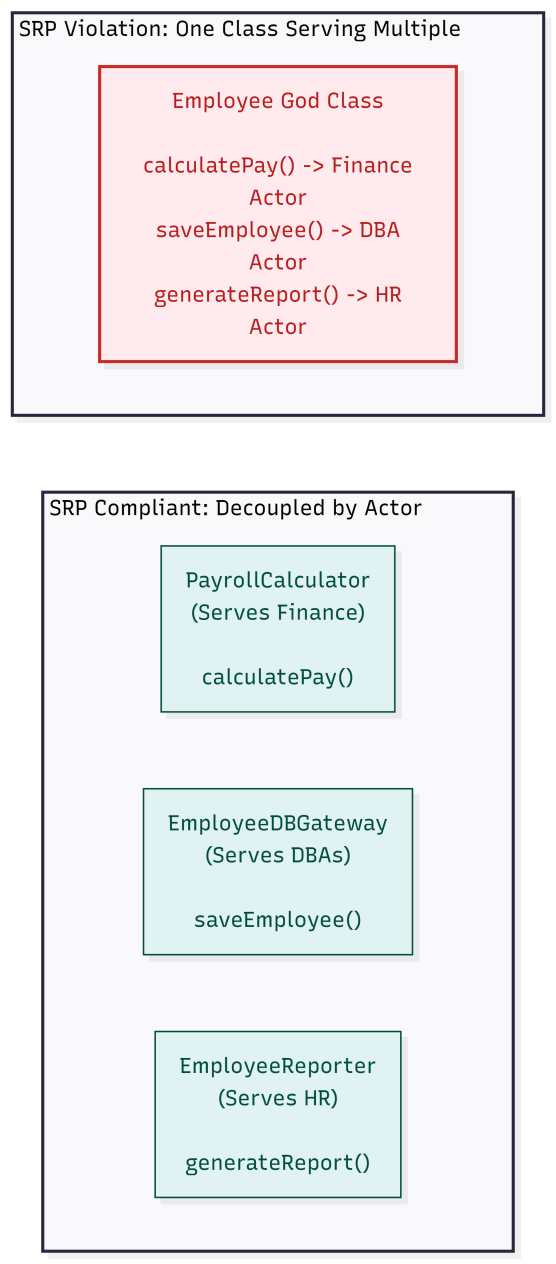 SRP Violation: One Class Serving Multiple
Employee God Class
calculatePay() -> Finance
Actor
saveEmployee() -> DBA
Actor
generateReport() -> HR
Actor
SRP Compliant: Decoupled by Actor
PayrollCalculator
(Serves Finance)
calculatePay()
EmployeeDBGateway
(Serves DBAs)
saveEmployee()
EmployeeReporter
(Serves HR)
generateReport()